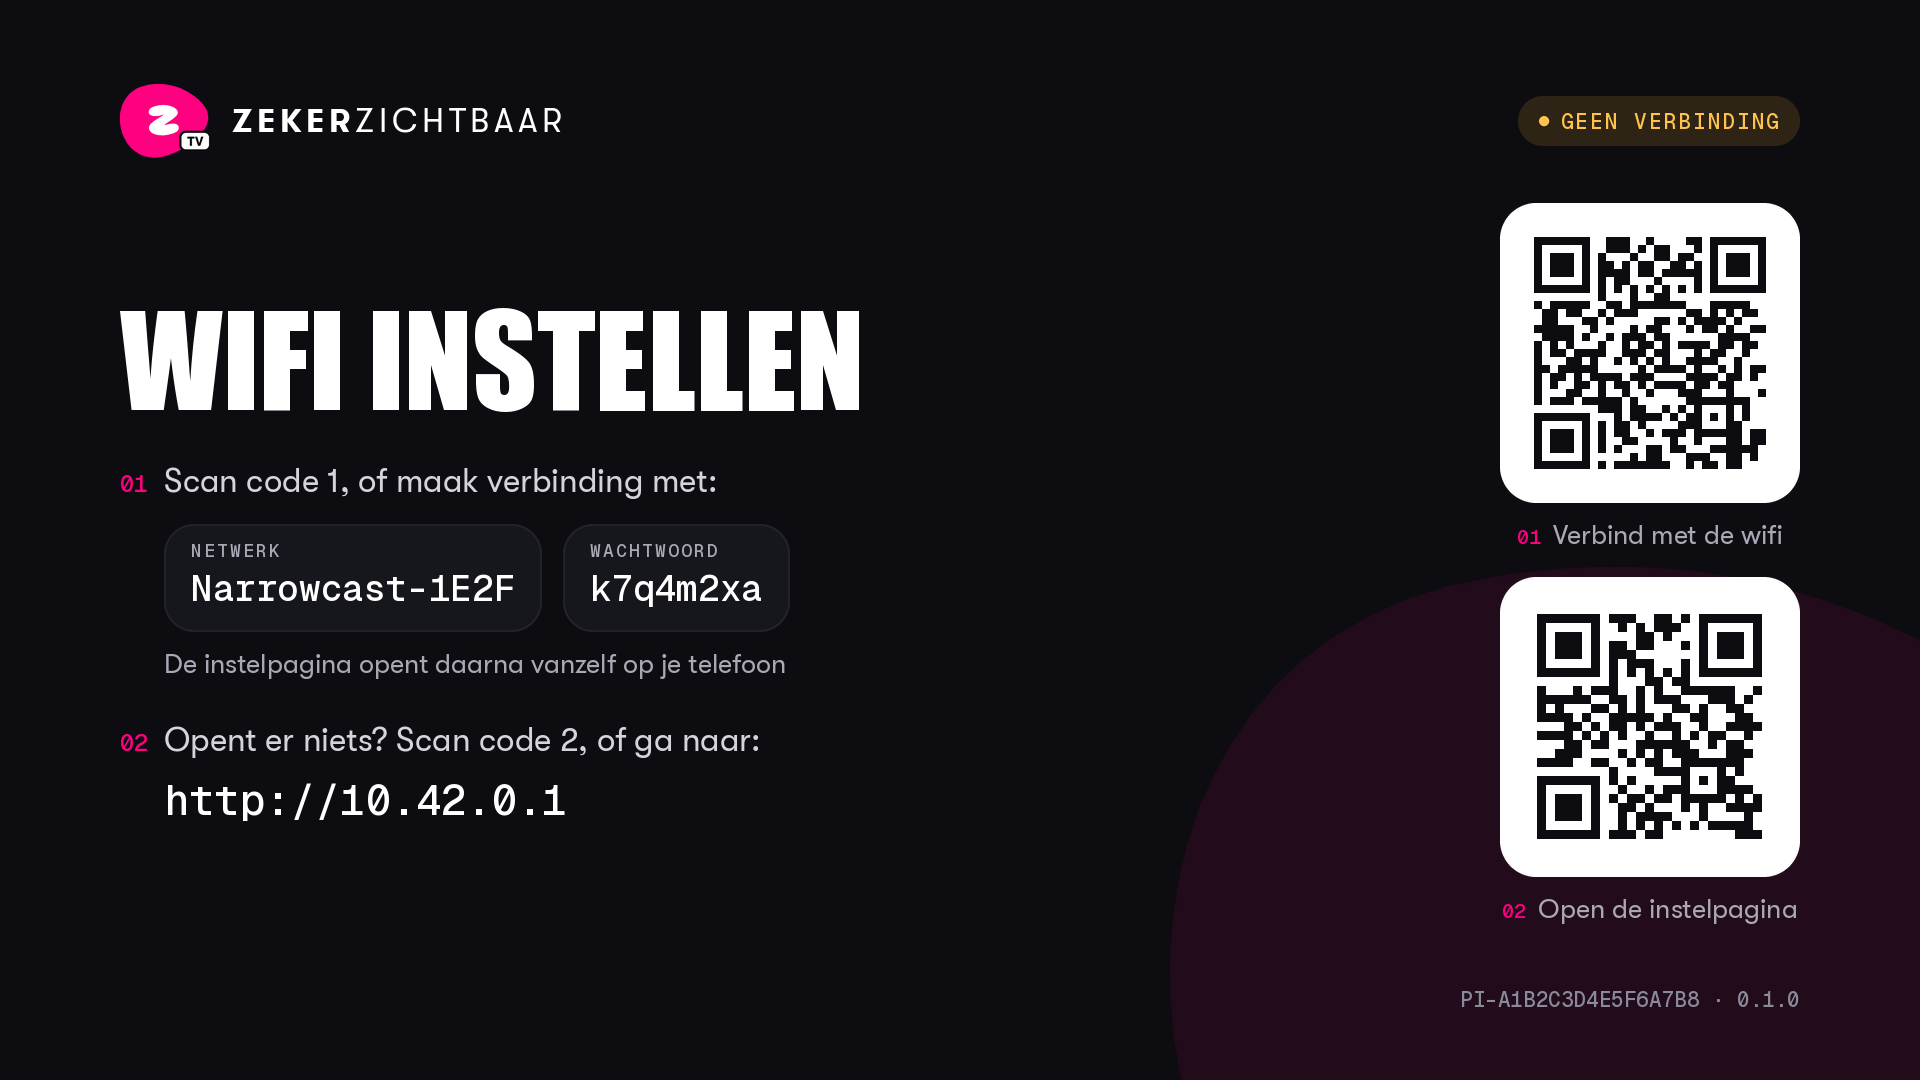 ZEKERZICHTBAAR
TV
GEEN VERBINDING
WIFI INSTELLEN
01 Scan code 1, of maak verbinding met:
NETWERK
Narrowcast-1E2F
WACHTWOORD
k7q4m2xa
De instelpagina opent daarna vanzelf op je telefoon
02 Opent er niets? Scan code 2, of ga naar:
http://10.42.0.1
01 Verbind met de wifi
02 Open de instelpagina
PI-A1B2C3D4E5F6A7B8 · 0.1.0